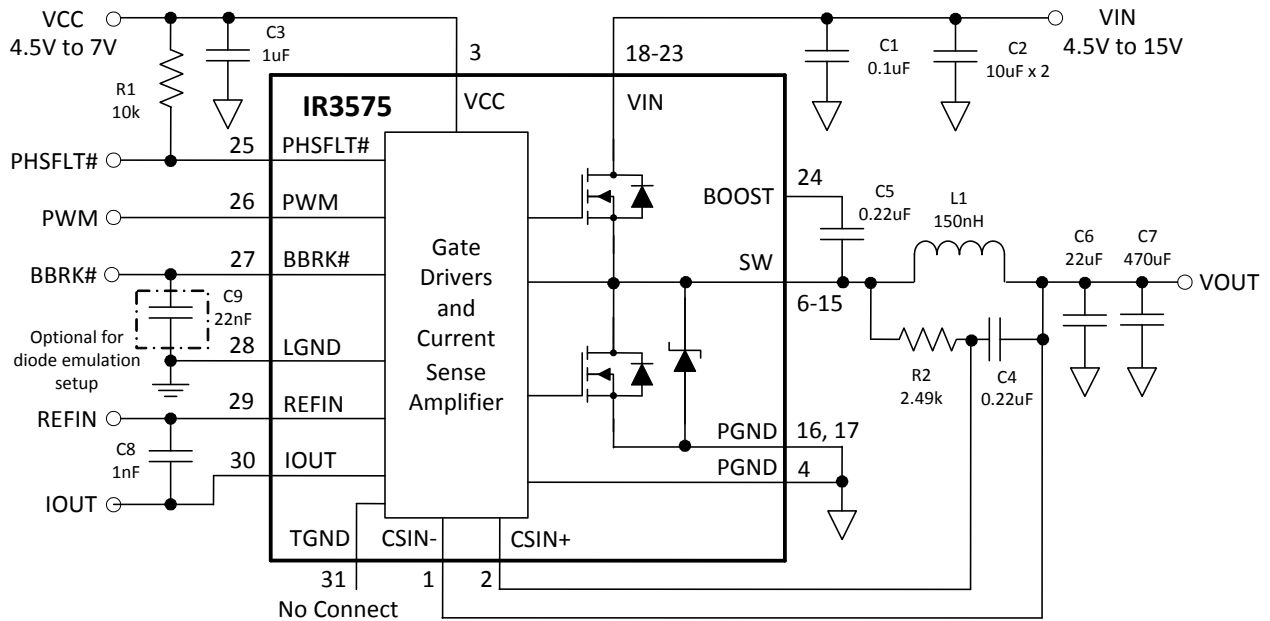 VCC
4.5V to 7V
C3
1uF
3
18-23
C1
0.1uF
C2
10uF x 2
VIN
4.5V to 15V
R1
10k
IR3575
VCC
VIN
PHSFLT#
25
PHSFLT#
PWM
26
PWM
BBRK#
27
BBRK#
C9
22nF
Optional for
diode emulation
setup
28
LGND
REFIN
29
REFIN
C8
1nF
30
IOUT
IOUT
Gate
Drivers
and
Current
Sense
Amplifier
BOOST
24
C5
0.22uF
L1
150nH
SW
6-15
C6
22uF
C7
470uF
VOUT
R2
2.49k
C4
0.22uF
PGND
16, 17
PGND
4
TGND
CSIN-
CSIN+
31
1
2
No Connect